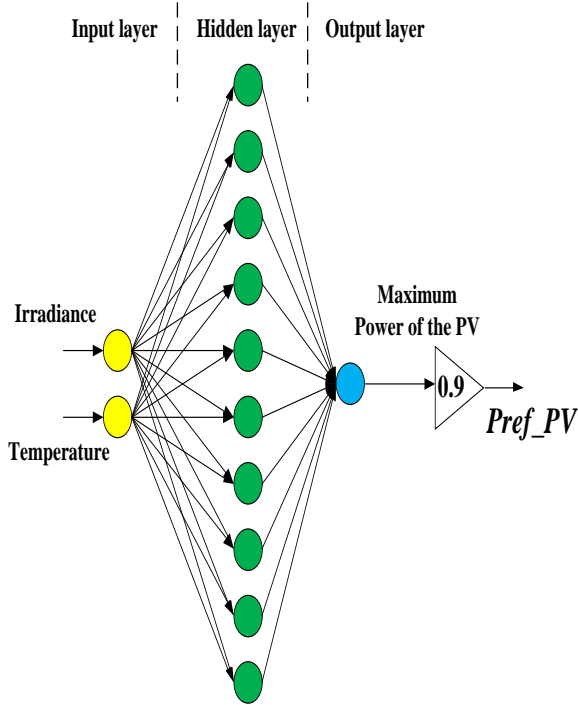 Input layer
Hidden layer
Output layer
Irradiance
Temperature
Maximum
Power of the PV
0.9
Pref_PV